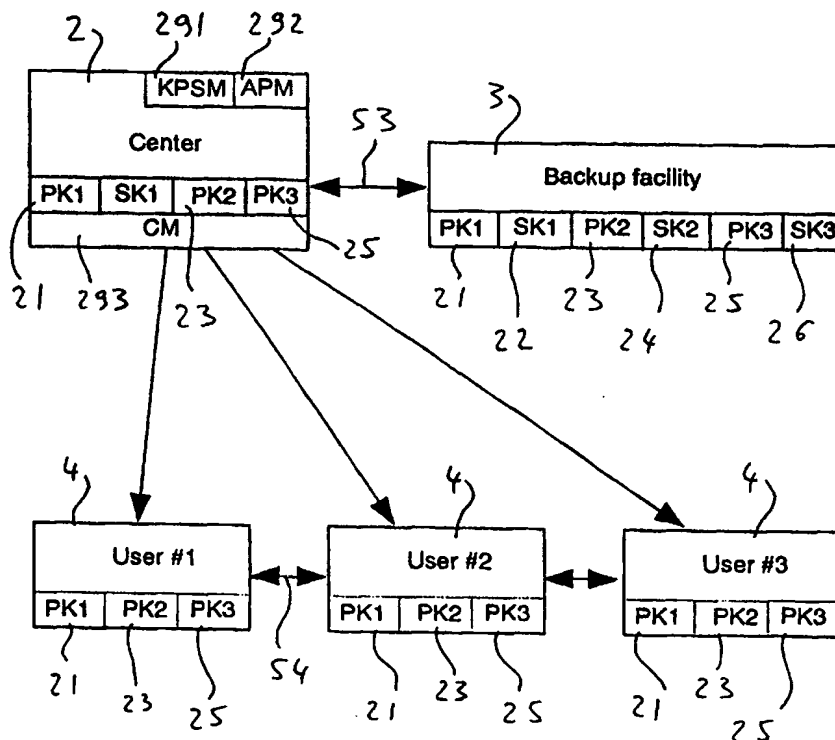 2 291 292
KPSM APM
53
3
Center
Backup facility
PK1 SK1 PK2 PK3
PK1 SK1 PK2 SK2 PK3 SK3
CM
25
21 293 23
21 22 23 24 25 26
4 4 4
User #1 User #2 User #3
PK1 PK2 PK3 PK1 PK2 PK3 PK1 PK2 PK3
21 23 25 54 21 23 25 21 23 25